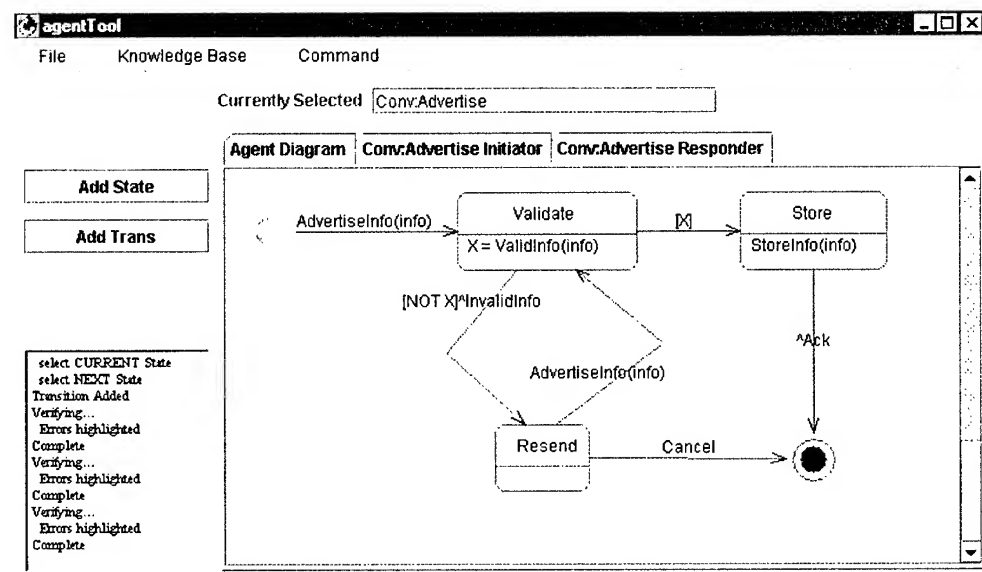 agentTool
File Knowledge Base Command
Currently Selected Conv:Advertise
Agent Diagram Conv:Advertise Initiator Conv:Advertise Responder
Add State
Add Trans
AdvertiseInfo(info)
Validate
X = ValidInfo(info)
[X]
Store
StoreInfo(info)
[NOT X]^InvalidInfo
AdvertiseInfo(info)
^Ack
Resend
Cancel
select CURRENT State
select NEXT State
Transition Added
Verifying...
Errors highlighted
Complete
Verifying...
Errors highlighted
Complete
Verifying...
Errors highlighted
Complete